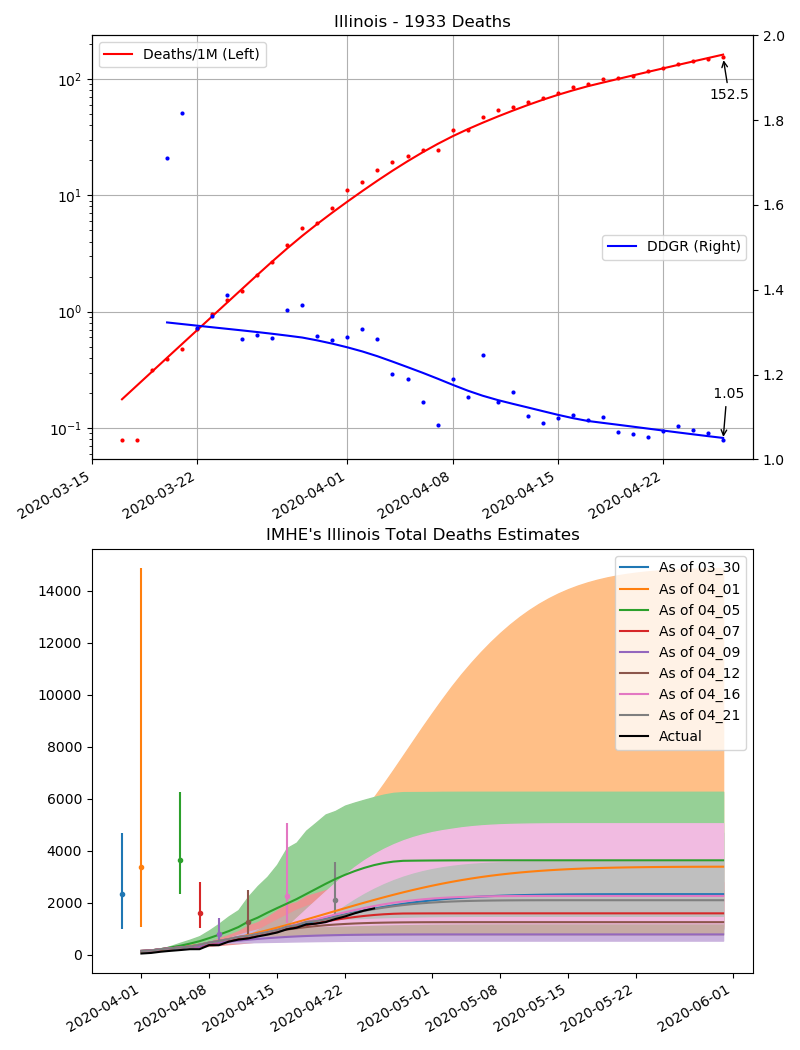 Illinois - 1933 Deaths
Deaths/1M (Left)
DDGR (Right)
152.5
1.05
10²
10¹
10⁰
10⁻¹
2.0
1.8
1.6
1.4
1.2
1.0
2020-03-15
2020-03-22
2020-04-01
2020-04-08
2020-04-15
2020-04-22
IMHE's Illinois Total Deaths Estimates
14000
12000
10000
8000
6000
4000
2000
0
As of 03_30
As of 04_01
As of 04_05
As of 04_07
As of 04_09
As of 04_12
As of 04_16
As of 04_21
Actual
2020-04-01
2020-04-08
2020-04-15
2020-04-22
2020-05-01
2020-05-08
2020-05-15
2020-05-22
2020-06-01